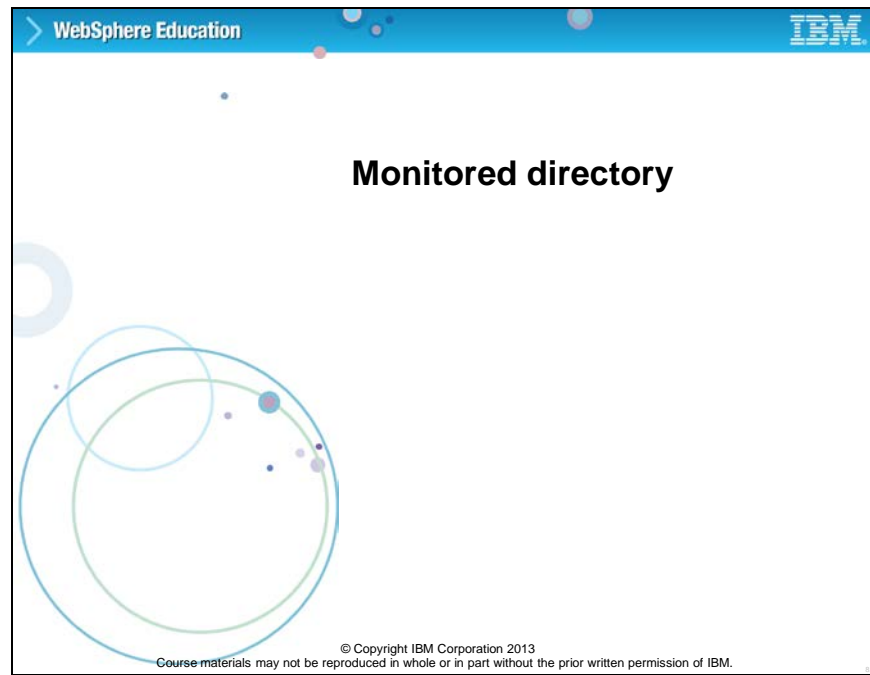 WebSphere Education
IBM.
Monitored directory
© Copyright IBM Corporation 2013
Course materials may not be reproduced in whole or in part without the prior written permission of IBM.